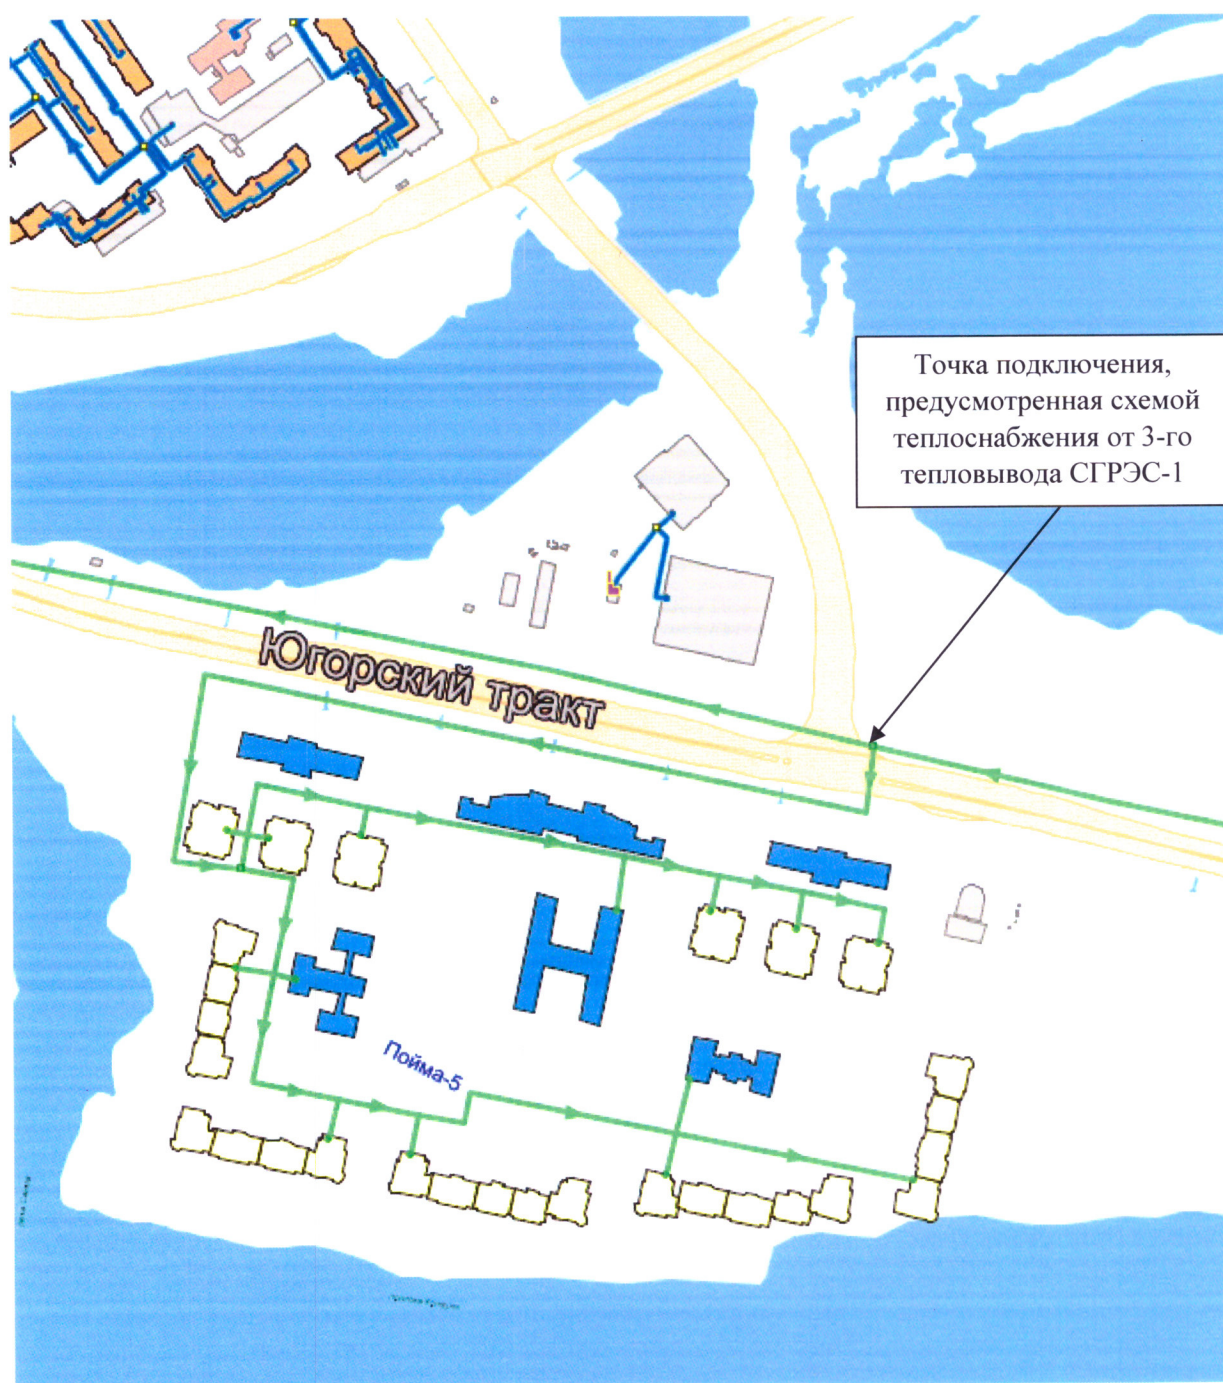 Точка подключения,
предусмотренная схемой
теплоснабжения от 3-го
тепловывода СГРЭС-1
Югорский тракт
Пойма-5